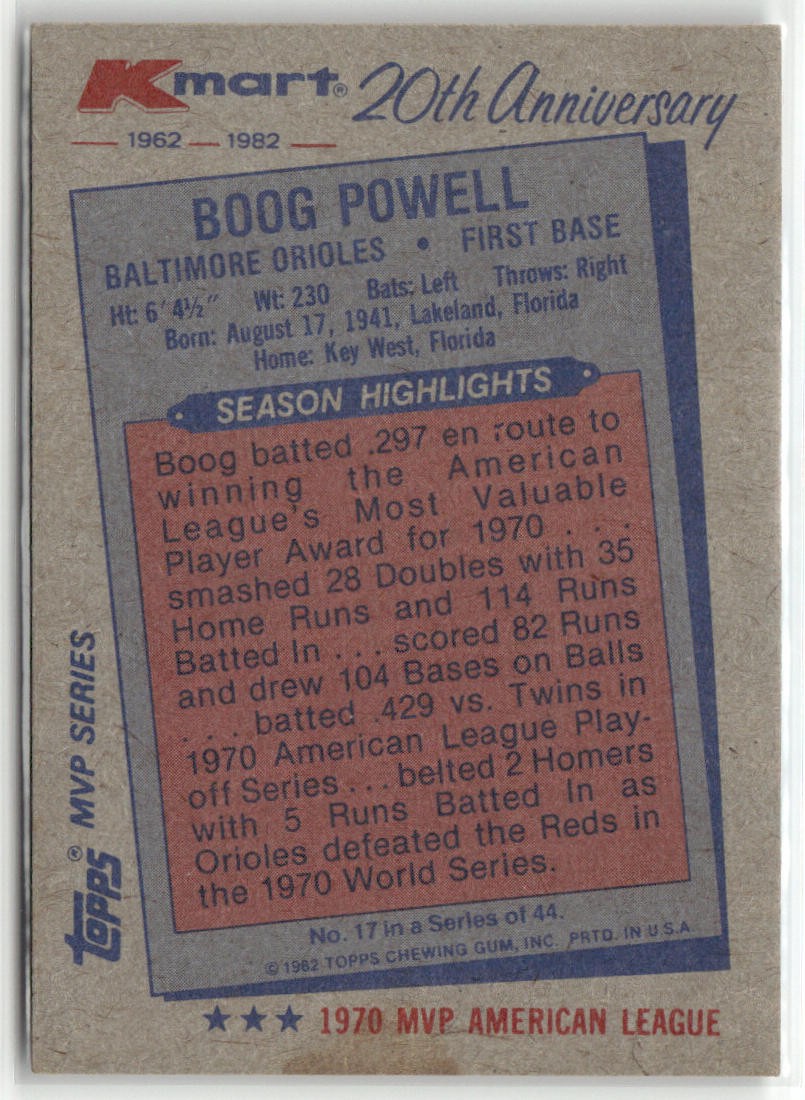 Kmart® 20th Anniversary
1962 — 1982
BOOG POWELL
BALTIMORE ORIOLES • FIRST BASE
Ht: 6'4½" Wt: 230 Bats: Left Throws: Right
Born: August 17, 1941, Lakeland, Florida
Home: Key West, Florida
SEASON HIGHLIGHTS
Boog batted .297 en route to
winning the American
League's Most Valuable
Player Award for 1970 . . .
smashed 28 Doubles with 35
Home Runs and 114 Runs
Batted In . . . scored 82 Runs
and drew 104 Bases on Balls
. . . batted .429 vs. Twins in
1970 American League Play-
off Series . . . belted 2 Homers
with 5 Runs Batted In as
Orioles defeated the Reds in
the 1970 World Series.
No. 17 in a Series of 44.
© 1982 TOPPS CHEWING GUM, INC. PRTD. IN U.S.A
TOPPS® MVP SERIES
★★★ 1970 MVP AMERICAN LEAGUE